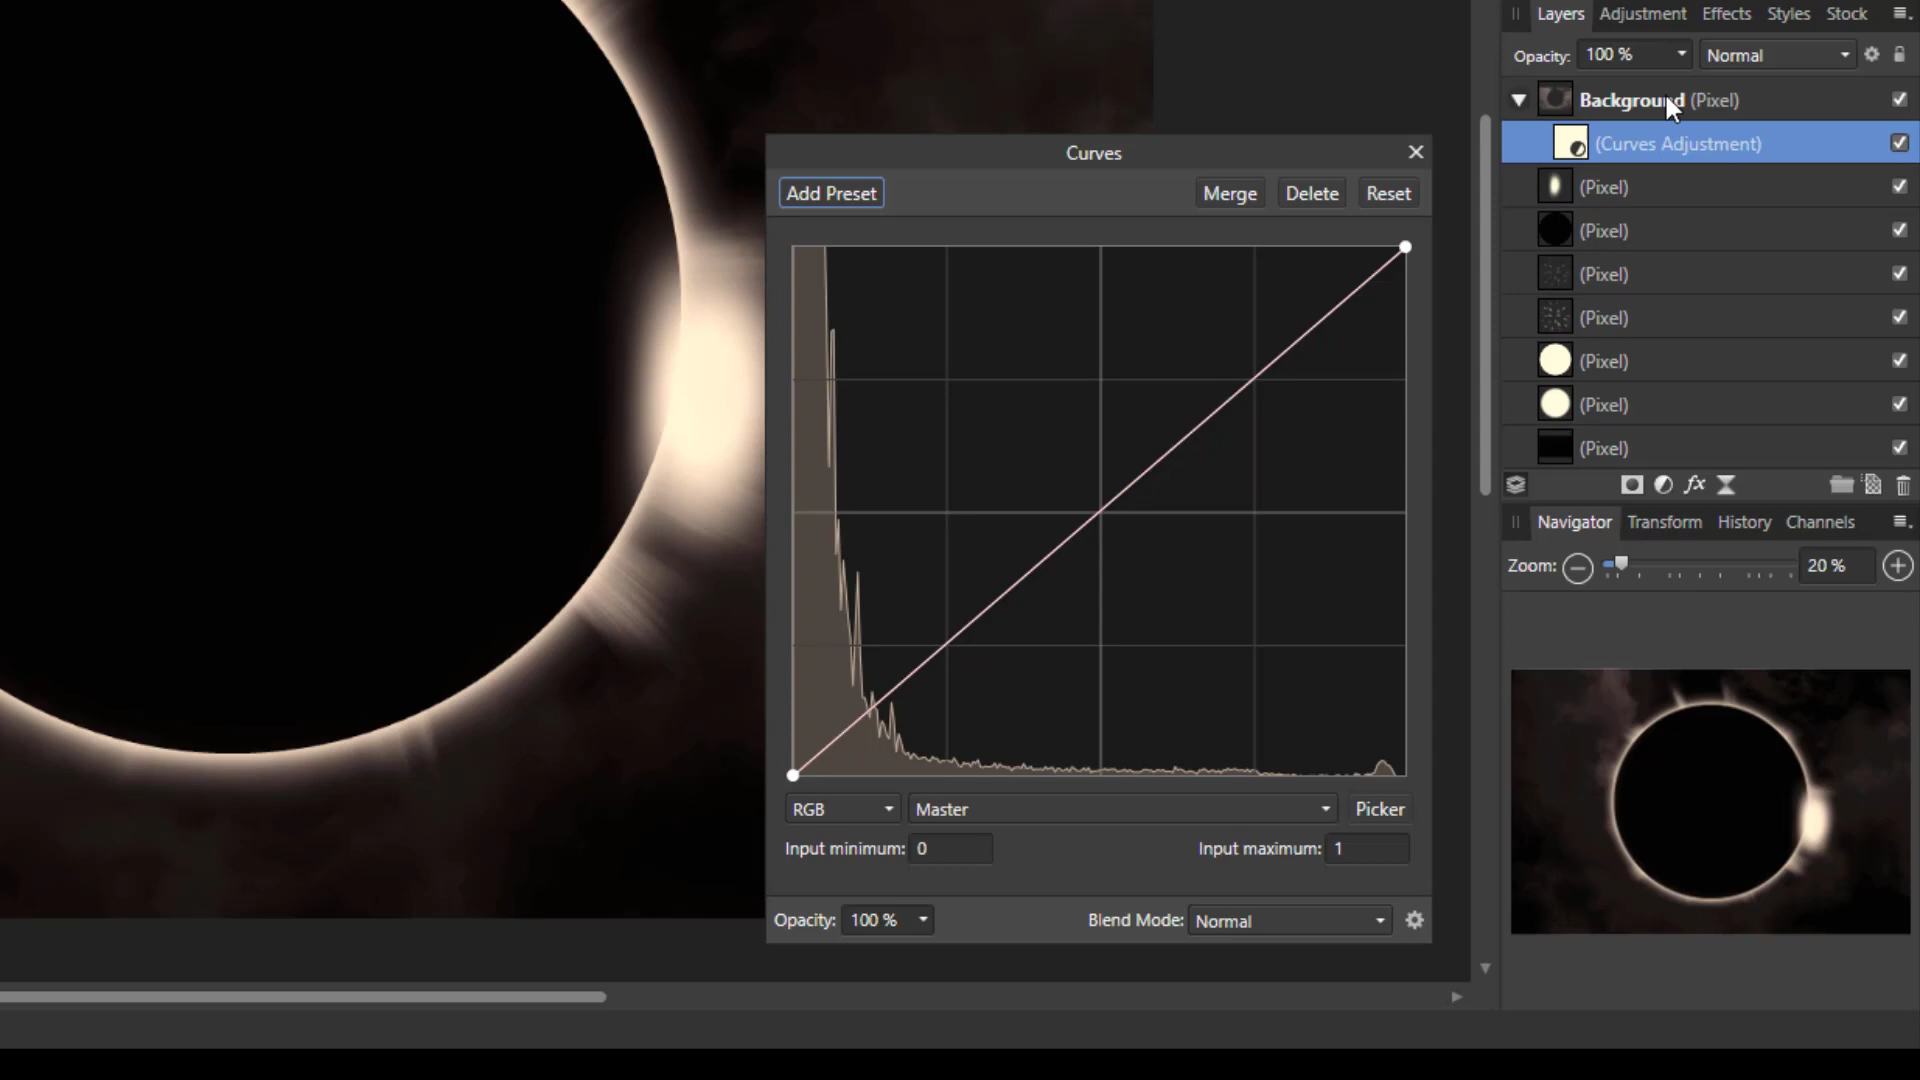 Layers Adjustment Effects Styles Stock
Opacity: 100 % Normal
Background (Pixel)
(Curves Adjustment)
(Pixel)
(Pixel)
(Pixel)
(Pixel)
(Pixel)
(Pixel)
(Pixel)
fx
Curves
Add Preset Merge Delete Reset
RGB Master Picker
Input minimum: 0 Input maximum: 1
Opacity: 100 % Blend Mode: Normal
Navigator Transform History Channels
Zoom: 20 %